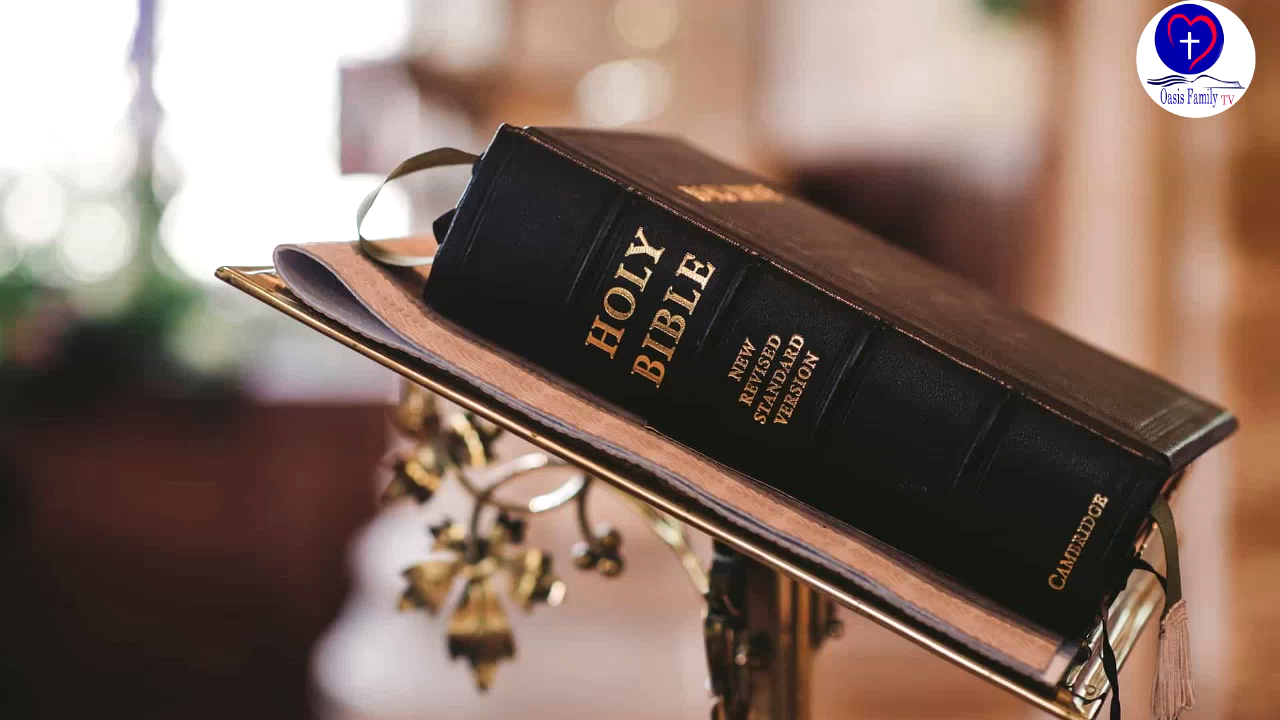 HOLY
BIBLE
NEW
REVISED
STANDARD
VERSION
CAMBRIDGE
Oasis Family TV